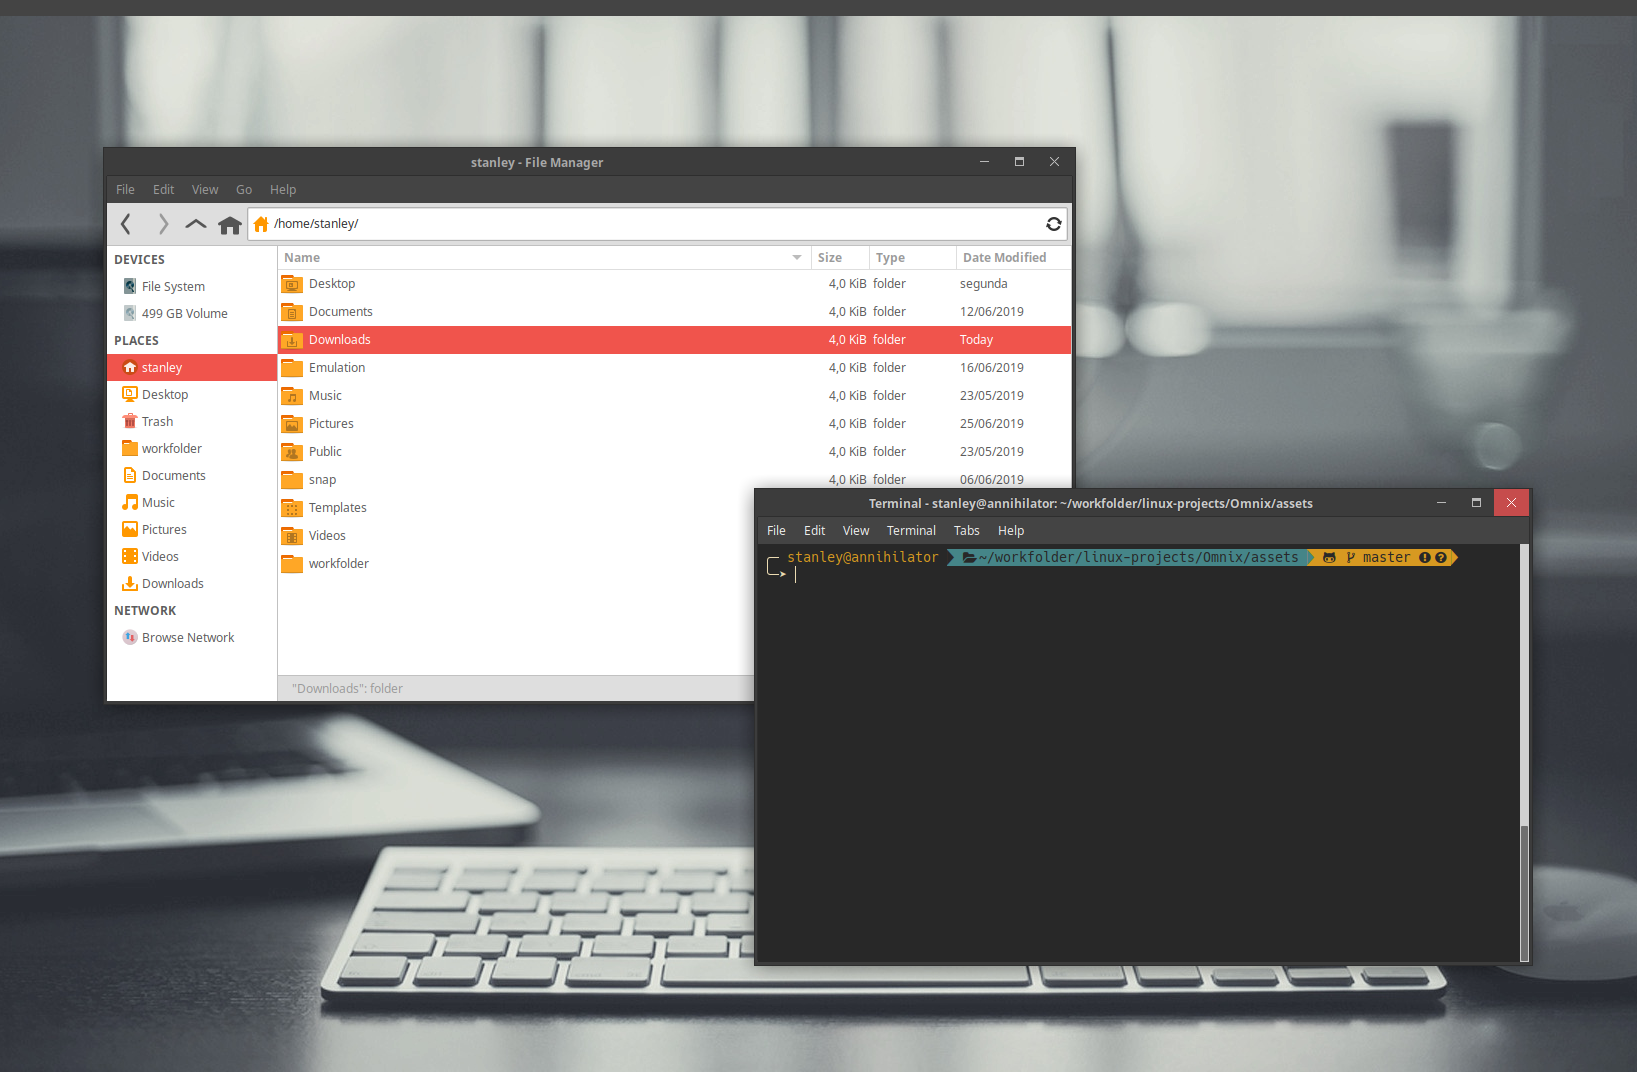 stanley - File Manager
File Edit View Go Help
/home/stanley/
DEVICES
File System
499 GB Volume
PLACES
stanley
Desktop
Trash
workfolder
Documents
Music
Pictures
Videos
Downloads
NETWORK
Browse Network
Name Size Type Date Modified
Desktop 4,0 KiB folder segunda
Documents 4,0 KiB folder 12/06/2019
Downloads 4,0 KiB folder Today
Emulation 4,0 KiB folder 16/06/2019
Music 4,0 KiB folder 23/05/2019
Pictures 4,0 KiB folder 25/06/2019
Public 4,0 KiB folder 23/05/2019
snap 4,0 KiB folder 06/06/2019
Templates
Videos
workfolder
"Downloads": folder
Terminal - stanley@annihilator: ~/workfolder/linux-projects/Omnix/assets
File Edit View Terminal Tabs Help
stanley@annihilator ~/workfolder/linux-projects/Omnix/assets master